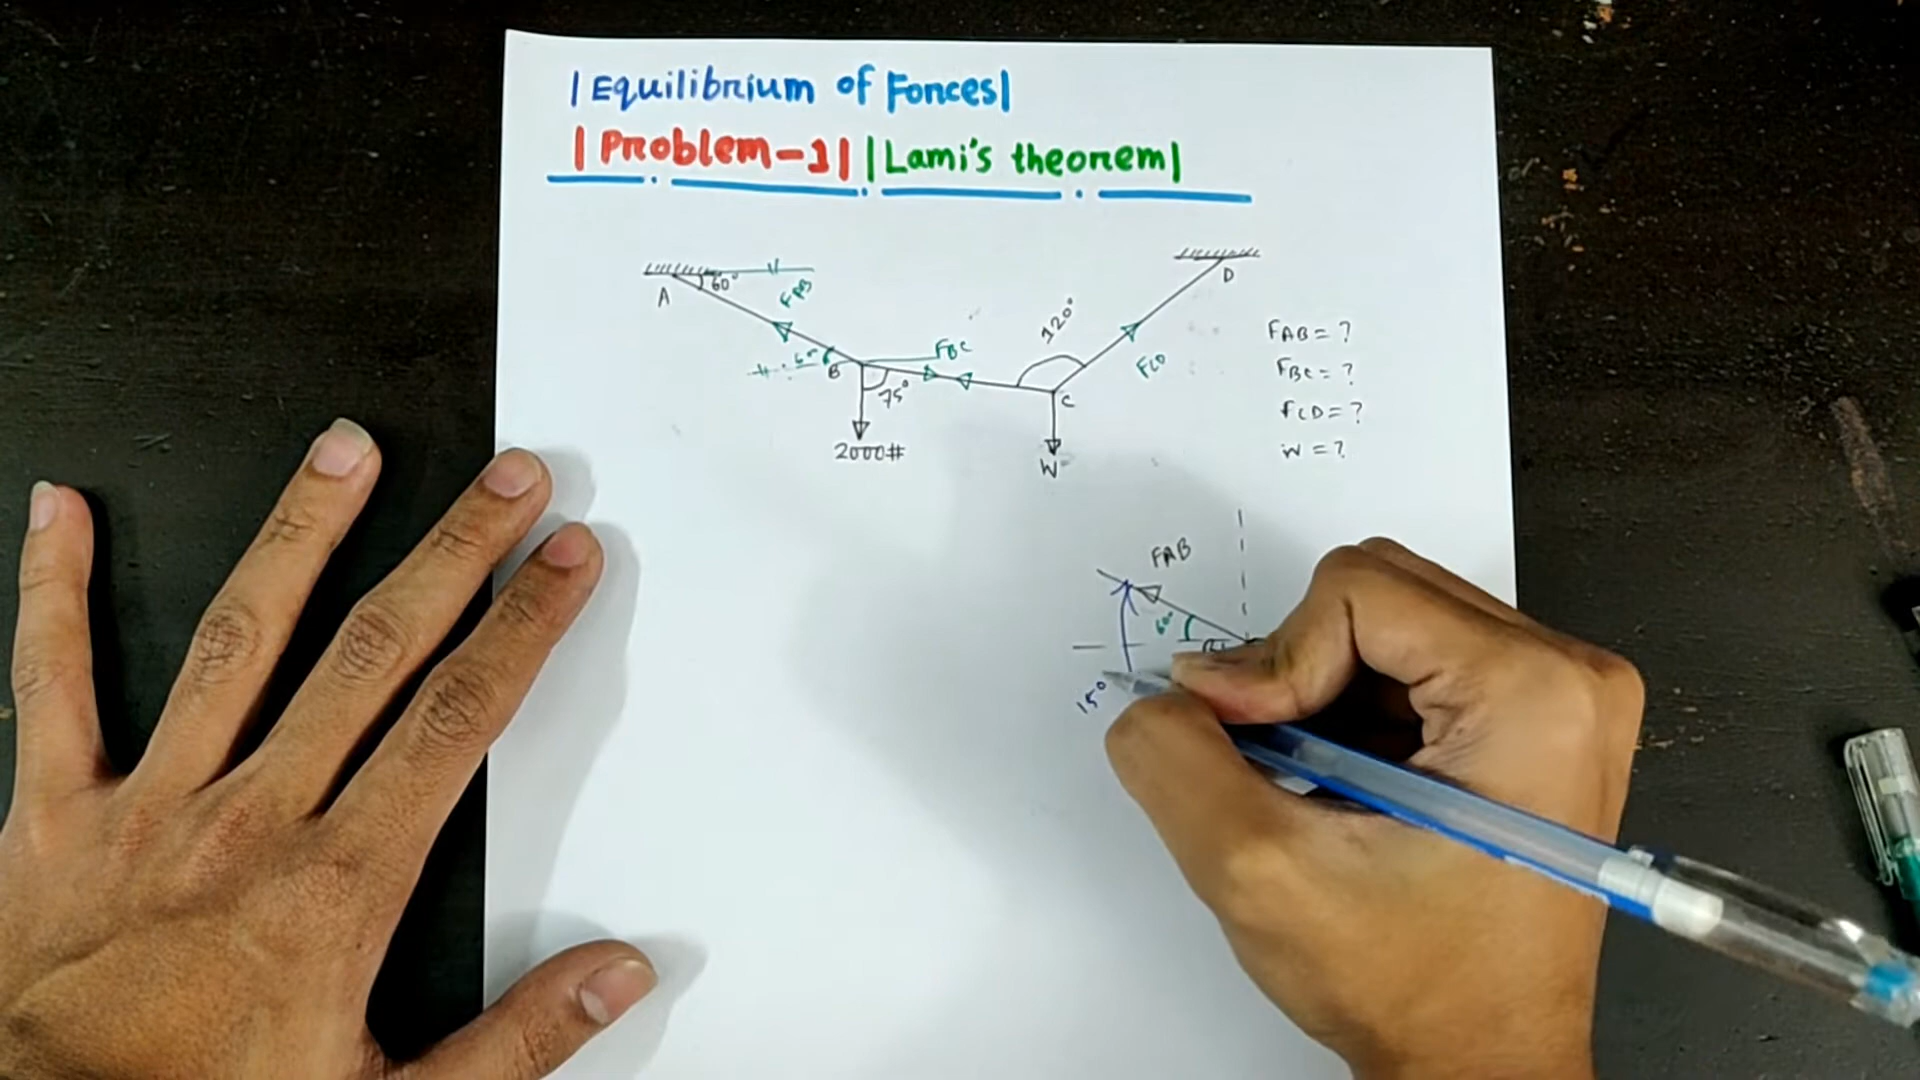 |Equilibrium of Forces|
|Problem-1| |Lami's theorem|
A
60°
FAB
60°
B
75°
2000#
FBC
120°
C
W
FCD
D
FAB = ?
FBC = ?
FCD = ?
W = ?
FAB
60°
B
150°